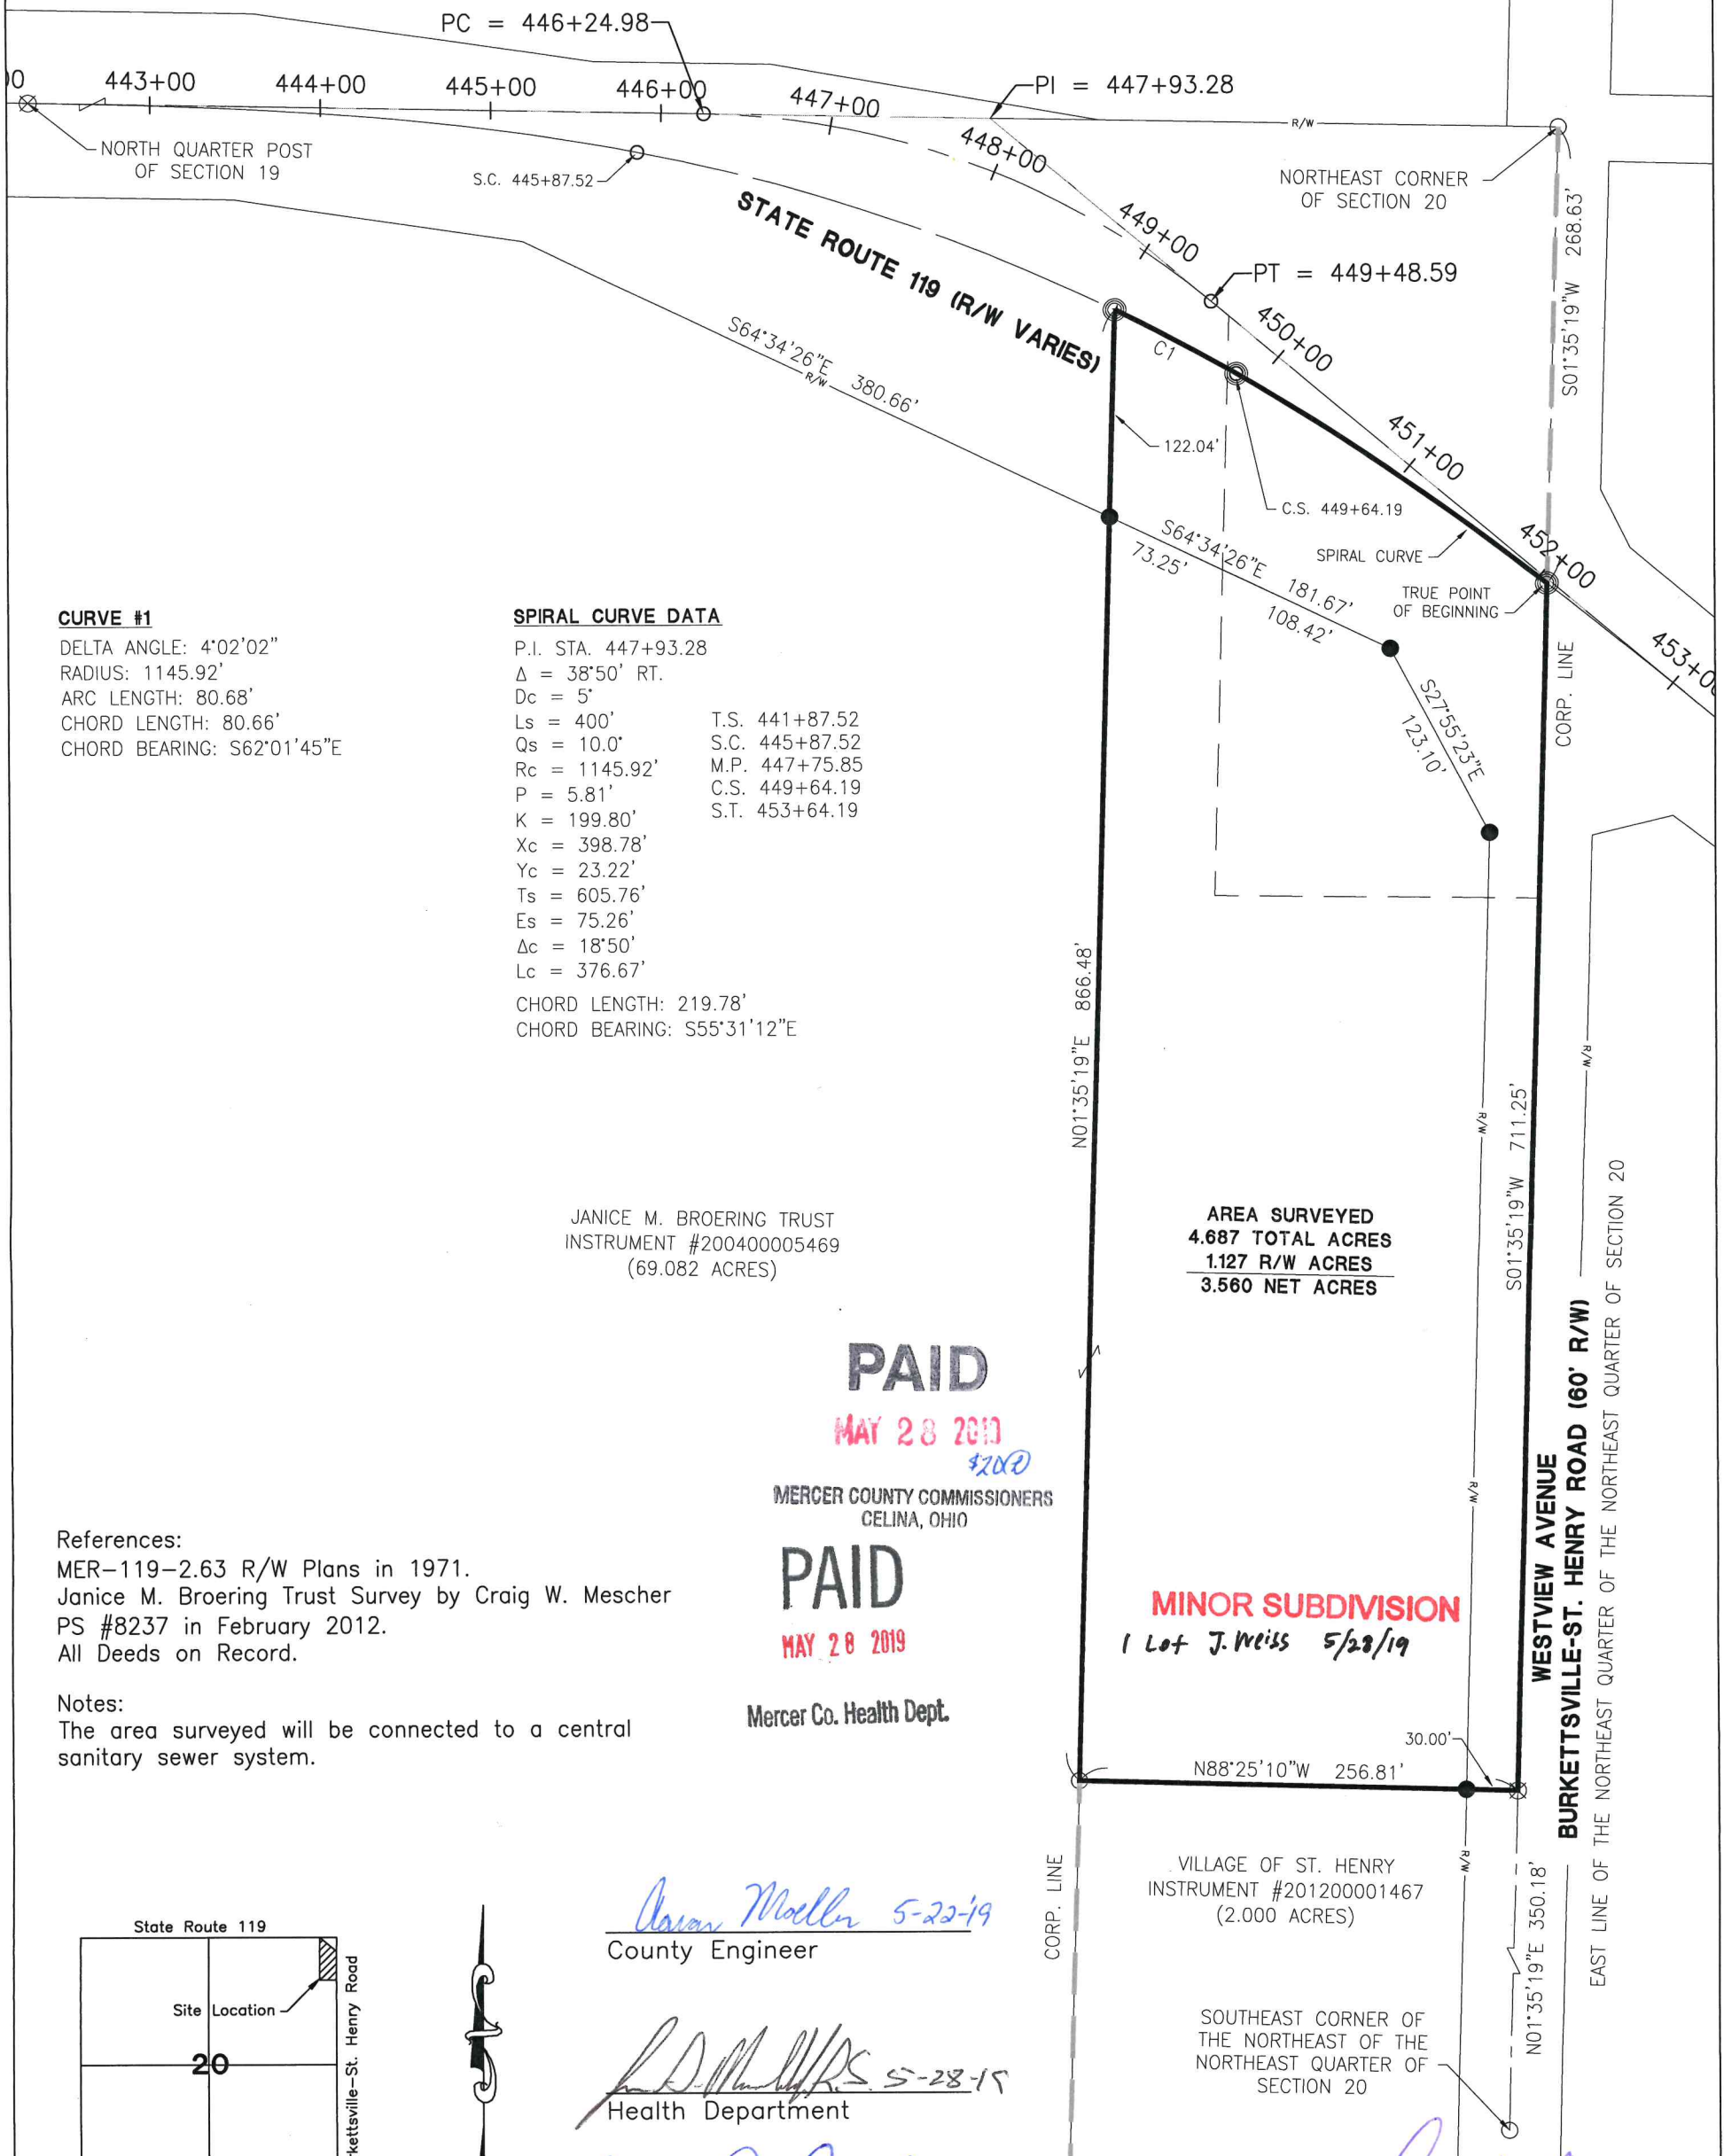 PC = 446+24.98
00
443+00
444+00
445+00
446+00
447+00
448+00
449+00
450+00
451+00
452+00
PI = 447+93.28
R/W
NORTH QUARTER POST
OF SECTION 19
S.C. 445+87.52
NORTHEAST CORNER
OF SECTION 20
S01°35'19"W 268.63'
STATE ROUTE 119 (R/W VARIES)
PT = 449+48.59
S64°34'26"E 380.66'
R/W
C1
122.04'
C.S. 449+64.19
SPIRAL CURVE
TRUE POINT
OF BEGINNING
S64°34'26"E 181.67'
73.25'
108.42'
S27°55'23"E
123.10'
CORP. LINE
CURVE #1
DELTA ANGLE: 4°02'02"
RADIUS: 1145.92'
ARC LENGTH: 80.68'
CHORD LENGTH: 80.66'
CHORD BEARING: S62°01'45"E
SPIRAL CURVE DATA
P.I. STA. 447+93.28
Δ = 38°50' RT.
Dc = 5°
Ls = 400'
Qs = 10.0°
Rc = 1145.92'
P = 5.81'
K = 199.80'
Xc = 398.78'
Yc = 23.22'
Ts = 605.76'
Es = 75.26'
Δc = 18°50'
Lc = 376.67'
T.S. 441+87.52
S.C. 445+87.52
M.P. 447+75.85
C.S. 449+64.19
S.T. 453+64.19
CHORD LENGTH: 219.78'
CHORD BEARING: S55°31'12"E
N01°35'19"E 866.48'
R/W
R/W
S01°35'19"W 711.25'
JANICE M. BROERING TRUST
INSTRUMENT #200400005469
(69.082 ACRES)
AREA SURVEYED
4.687 TOTAL ACRES
1.127 R/W ACRES
3.560 NET ACRES
PAID
MAY 28 2019
MERCER COUNTY COMMISSIONERS
CELINA, OHIO
PAID
MAY 28 2019
Mercer Co. Health Dept.
References:
MER-119-2.63 R/W Plans in 1971.
Janice M. Broering Trust Survey by Craig W. Mescher
PS #8237 in February 2012.
All Deeds on Record.
Notes:
The area surveyed will be connected to a central
sanitary sewer system.
MINOR SUBDIVISION
1 Lot J. Weiss 5/28/19
R/W
WESTVIEW AVENUE
BURKETTSVILLE-ST. HENRY ROAD (60' R/W)
EAST LINE OF THE NORTHEAST QUARTER OF THE NORTHEAST QUARTER OF SECTION 20
30.00'
N88°25'10"W 256.81'
CORP. LINE
VILLAGE OF ST. HENRY
INSTRUMENT #201200001467
(2.000 ACRES)
R/W
N01°35'19"E 350.18'
SOUTHEAST CORNER OF
THE NORTHEAST OF THE
NORTHEAST QUARTER OF
SECTION 20
State Route 119
Site Location
20
St. Henry Road
Aaron Moeller 5-22-19
County Engineer
R.S. 5-28-19
Health Department